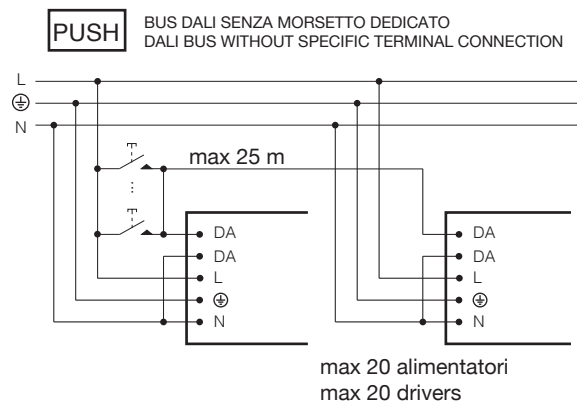 PUSH
BUS DALI SENZA MORSETTO DEDICATO
DALI BUS WITHOUT SPECIFIC TERMINAL CONNECTION
L
N
max 25 m
DA
DA
L
N
DA
DA
L
N
max 20 alimentatori
max 20 drivers